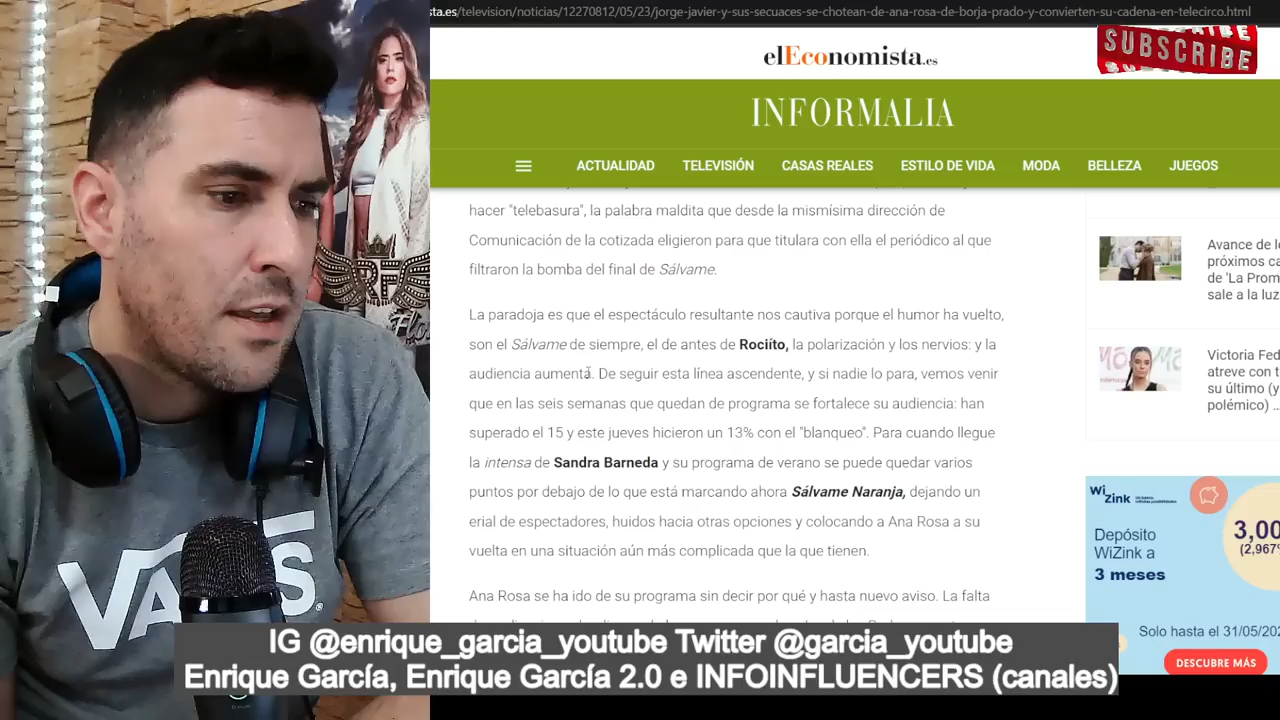 sta.es/television/noticias/12270812/05/23/jorge-javier-y-sus-secuaces-se-chotean-de-ana-rosa-de-borja-prado-y-convierten-su-cadena-en-telecirco.html
SUBSCRIBE
elEconomista.es
INFORMALIA
ACTUALIDAD TELEVISIÓN CASAS REALES ESTILO DE VIDA MODA BELLEZA JUEGOS
hacer "telebasura", la palabra maldita que desde la mismísima dirección de
Comunicación de la cotizada eligieron para que titulara con ella el periódico al que
filtraron la bomba del final de Sálvame.
La paradoja es que el espectáculo resultante nos cautiva porque el humor ha vuelto,
son el Sálvame de siempre, el de antes de Rociíto, la polarización y los nervios: y la
audiencia aumenta. De seguir esta línea ascendente, y si nadie lo para, vemos venir
que en las seis semanas que quedan de programa se fortalece su audiencia: han
superado el 15 y este jueves hicieron un 13% con el "blanqueo". Para cuando llegue
la intensa de Sandra Barneda y su programa de verano se puede quedar varios
puntos por debajo de lo que está marcando ahora Sálvame Naranja, dejando un
erial de espectadores, huidos hacia otras opciones y colocando a Ana Rosa a su
vuelta en una situación aún más complicada que la que tienen.
Ana Rosa se ha ido de su programa sin decir por qué y hasta nuevo aviso. La falta
Avance de l
próximos ca
de 'La Prom
sale a la luz
Victoria Fed
atreve con t
su último (y
polémico) ...
WiZink
Depósito
WiZink a
3 meses
3,00
(2,967%
Solo hasta el 31/05/202
DESCUBRE MÁS
RFF
VANS
IG @enrique_garcia_youtube Twitter @garcia_youtube
Enrique García, Enrique García 2.0 e INFOINFLUENCERS (canales)